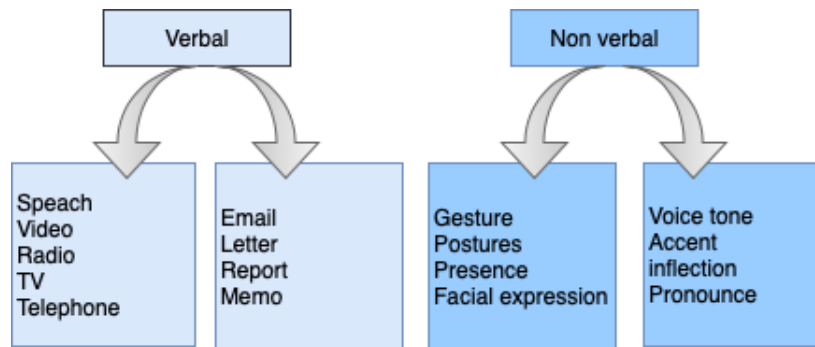 Verbal
Non verbal
Speach
Video
Radio
TV
Telephone
Email
Letter
Report
Memo
Gesture
Postures
Presence
Facial expression
Voice tone
Accent
inflection
Pronounce